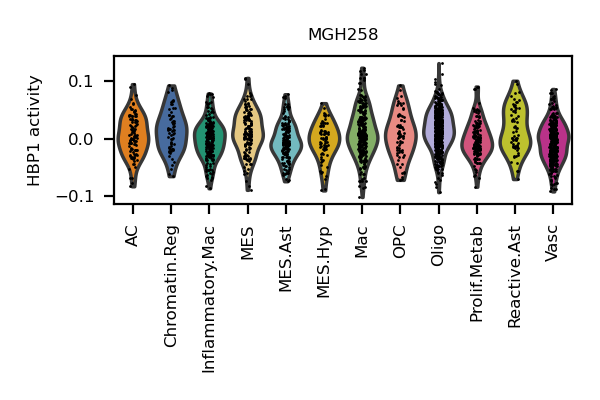 MGH258
HBP1 activity
0.1
0.0
−0.1
AC
Chromatin.Reg
Inflammatory.Mac
MES
MES.Ast
MES.Hyp
Mac
OPC
Oligo
Prolif.Metab
Reactive.Ast
Vasc